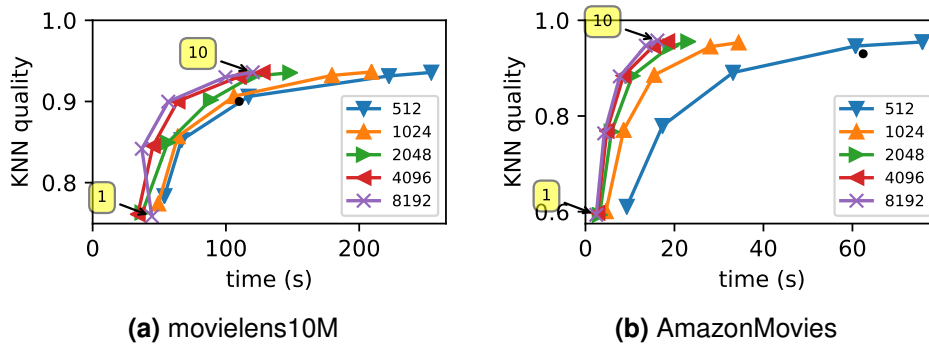 1.0
0.9
0.8
KNN quality
10
1
512
1024
2048
4096
8192
0 100 200
time (s)
(a) movielens10M
1.0
0.8
0.6
KNN quality
10
1
512
1024
2048
4096
8192
0 20 40 60
time (s)
(b) AmazonMovies